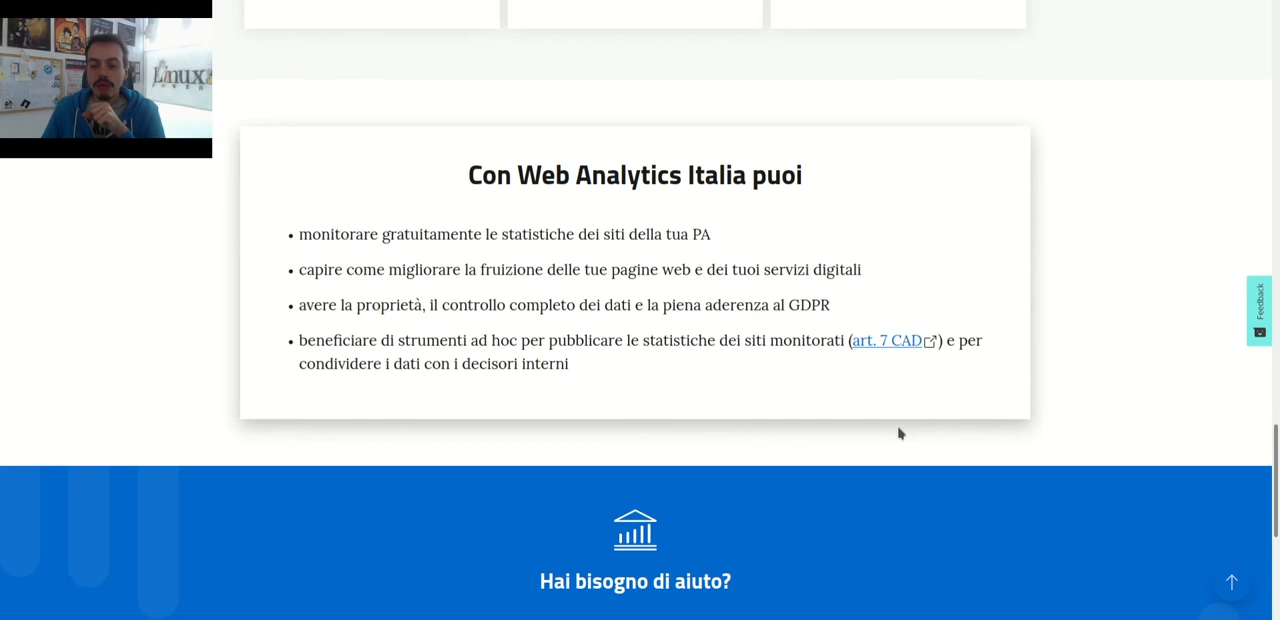 Linux
POWER
Con Web Analytics Italia puoi
• monitorare gratuitamente le statistiche dei siti della tua PA
• capire come migliorare la fruizione delle tue pagine web e dei tuoi servizi digitali
• avere la proprietà, il controllo completo dei dati e la piena aderenza al GDPR
• beneficiare di strumenti ad hoc per pubblicare le statistiche dei siti monitorati (art. 7 CAD) e per
condividere i dati con i decisori interni
Feedback
Hai bisogno di aiuto?